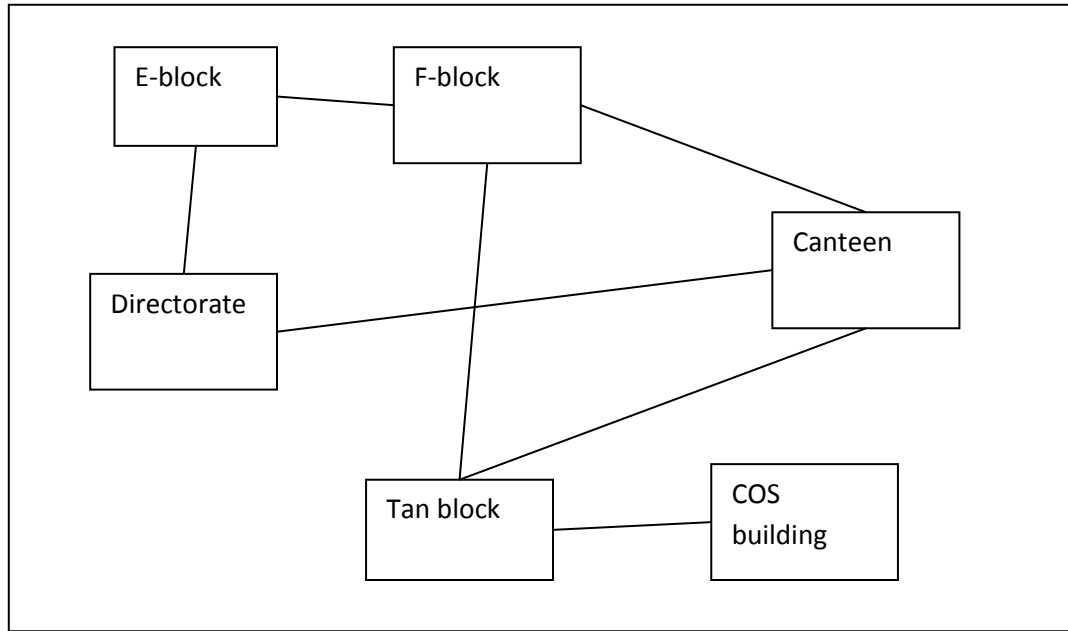 E-block
F-block
Canteen
Directorate
Tan block
COS
building